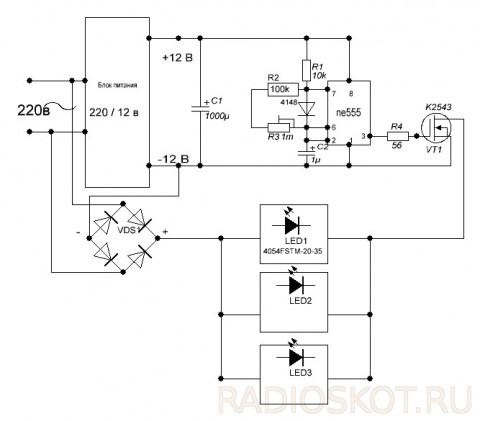 +12 В
Блок питания
220в
220 / 12 в
-12 В
C1
1000µ
R1
10k
R2
100k
4148
R3 1m
C2
1µ
7
8
6
2
1
3
ne555
R4
56
K2543
VT1
-
VDS1
+
LED1
4054FSTM-20-35
LED2
LED3
RADIOSKOT.RU